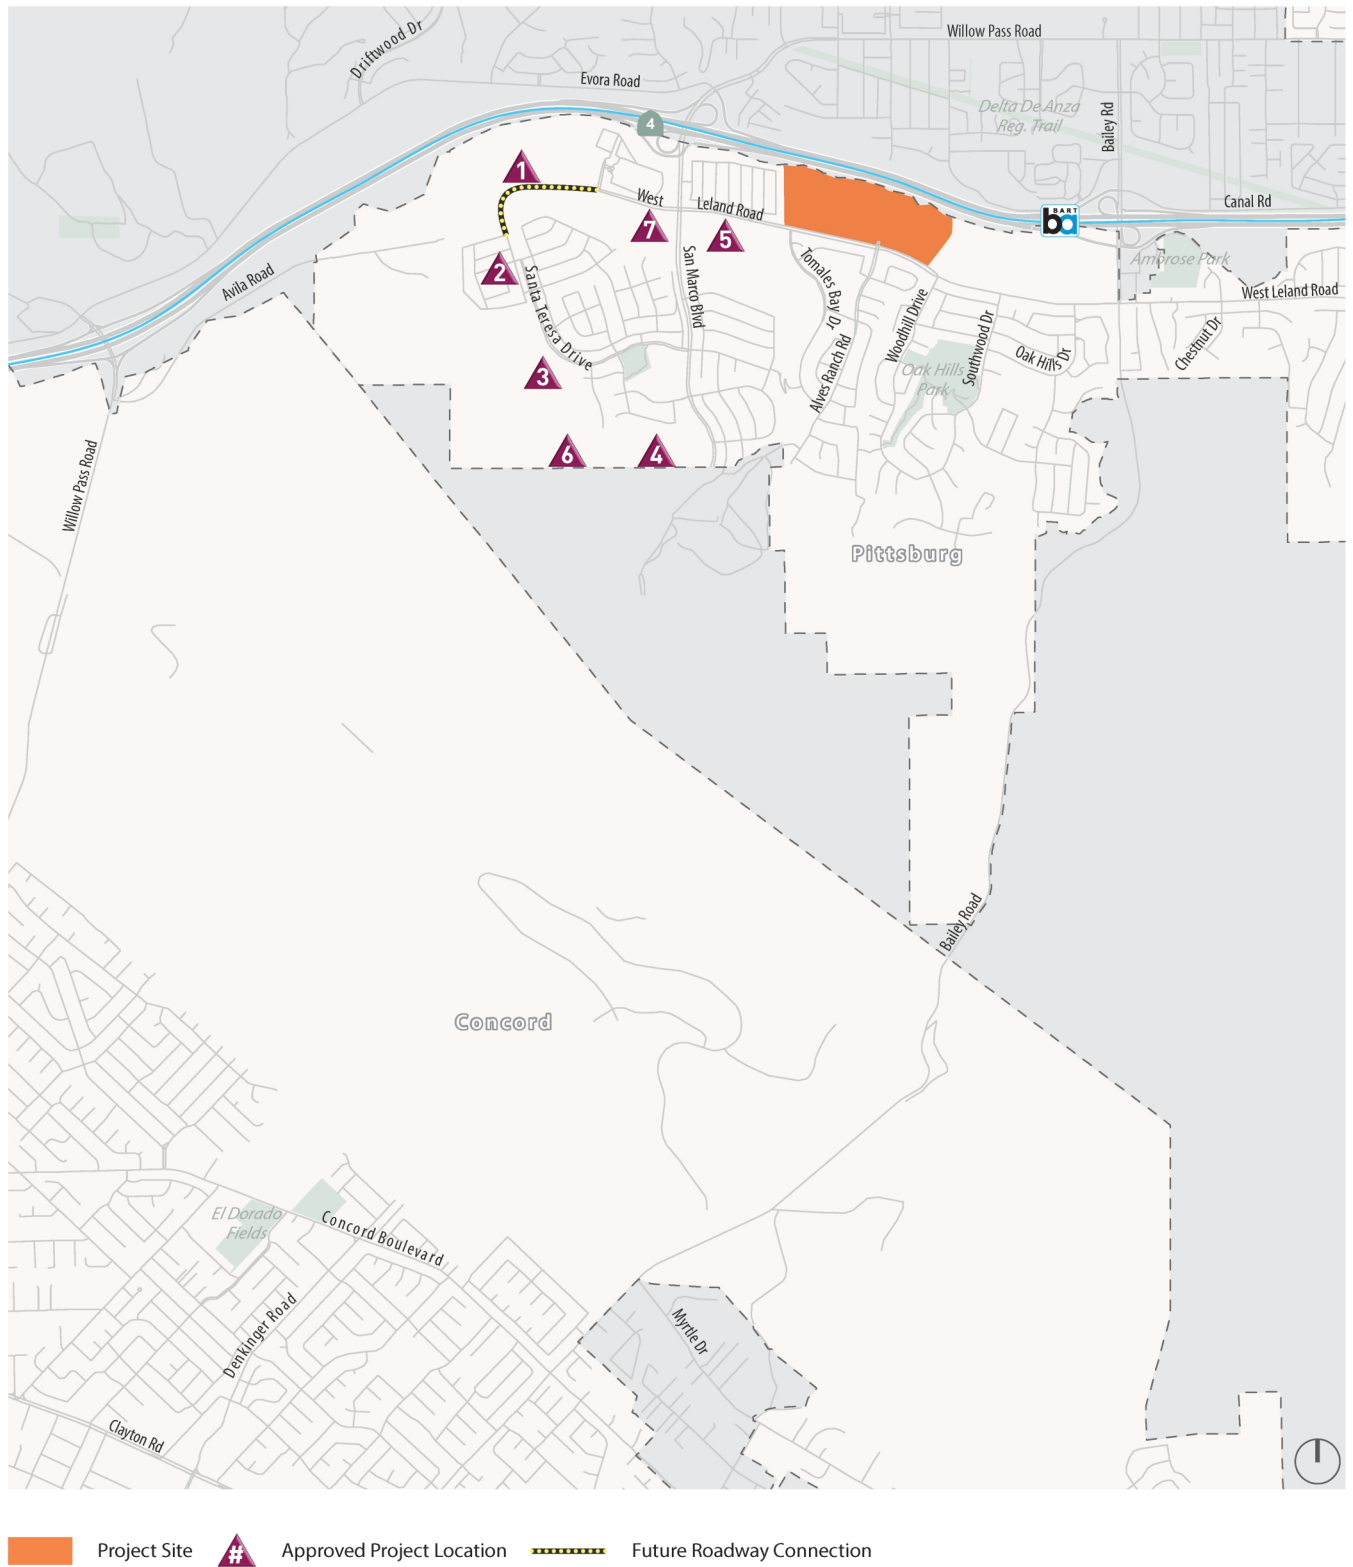 Driftwood Dr
Willow Pass Road
Evora Road
Delta De Anza
Reg. Trail
Bailey Rd
4
1
West
Leland Road
7
5
BART
ba
Canal Rd
Ambrose Park
West Leland Road
Avila Road
2
Santa Teresa Drive
San Marco Blvd
Tomales Bay Dr
Alves Ranch Rd
Woodhill Drive
Southwood Dr
Oak Hills Dr
Chestnut Dr
Oak Hills
Park
3
6
4
Willow Pass Road
Pittsburg
Bailey Road
Concord
El Dorado
Fields
Concord Boulevard
Denkinger Road
Myrtle Dr
Clayton Rd
Project Site
# Approved Project Location
Future Roadway Connection